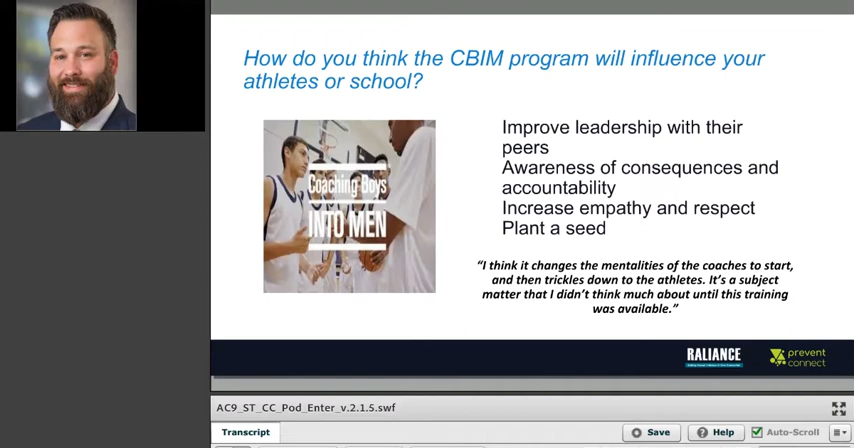 How do you think the CBIM program will influence your
athletes or school?
Coaching Boys
INTO MEN
Improve leadership with their
peers
Awareness of consequences and
accountability
Increase empathy and respect
Plant a seed
“I think it changes the mentalities of the coaches to start,
and then trickles down to the athletes. It’s a subject
matter that I didn’t think much about until this training
was available.”
RALIANCE
prevent
connect
AC9_ST_CC_Pod_Enter_v.2.1.5.swf
Transcript
Save
? Help
Auto-Scroll